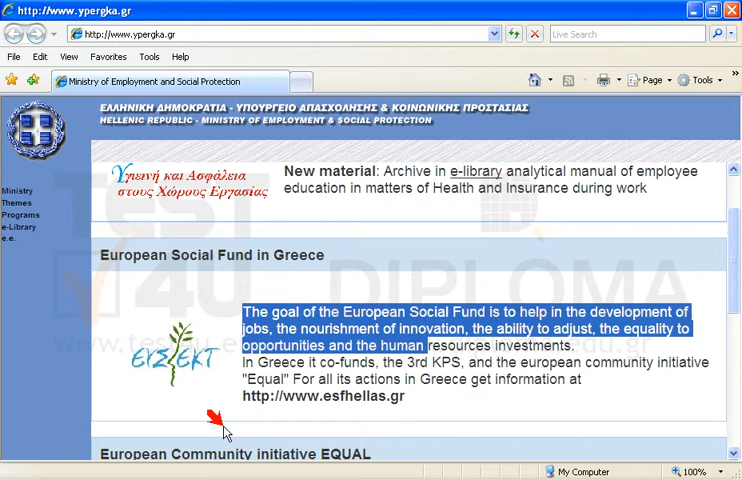 http://www.ypergka.gr
http://www.ypergka.gr
Live Search
File Edit View Favorites Tools Help
Ministry of Employment and Social Protection
Page Tools
ΕΛΛΗΝΙΚΗ ΔΗΜΟΚΡΑΤΙΑ - ΥΠΟΥΡΓΕΙΟ ΑΠΑΣΧΟΛΗΣΗΣ & ΚΟΙΝΩΝΙΚΗΣ ΠΡΟΣΤΑΣΙΑΣ
HELLENIC REPUBLIC - MINISTRY OF EMPLOYMENT & SOCIAL PROTECTION
Ministry
Themes
Programs
e-Library
e.e.
Υγιεινή και Ασφάλεια
στους Χώρους Εργασίας
New material: Archive in e-library analytical manual of employee
education in matters of Health and Insurance during work
European Social Fund in Greece
ΕΥΣΕΚΤ
The goal of the European Social Fund is to help in the development of
jobs, the nourishment of innovation, the ability to adjust, the equality to
opportunities and the human resources investments.
In Greece it co-funds, the 3rd KPS, and the european community initiative
"Equal" For all its actions in Greece get information at
http://www.esfhellas.gr
European Community initiative EQUAL
TEST
4U
DIPLOMA
My Computer
100%